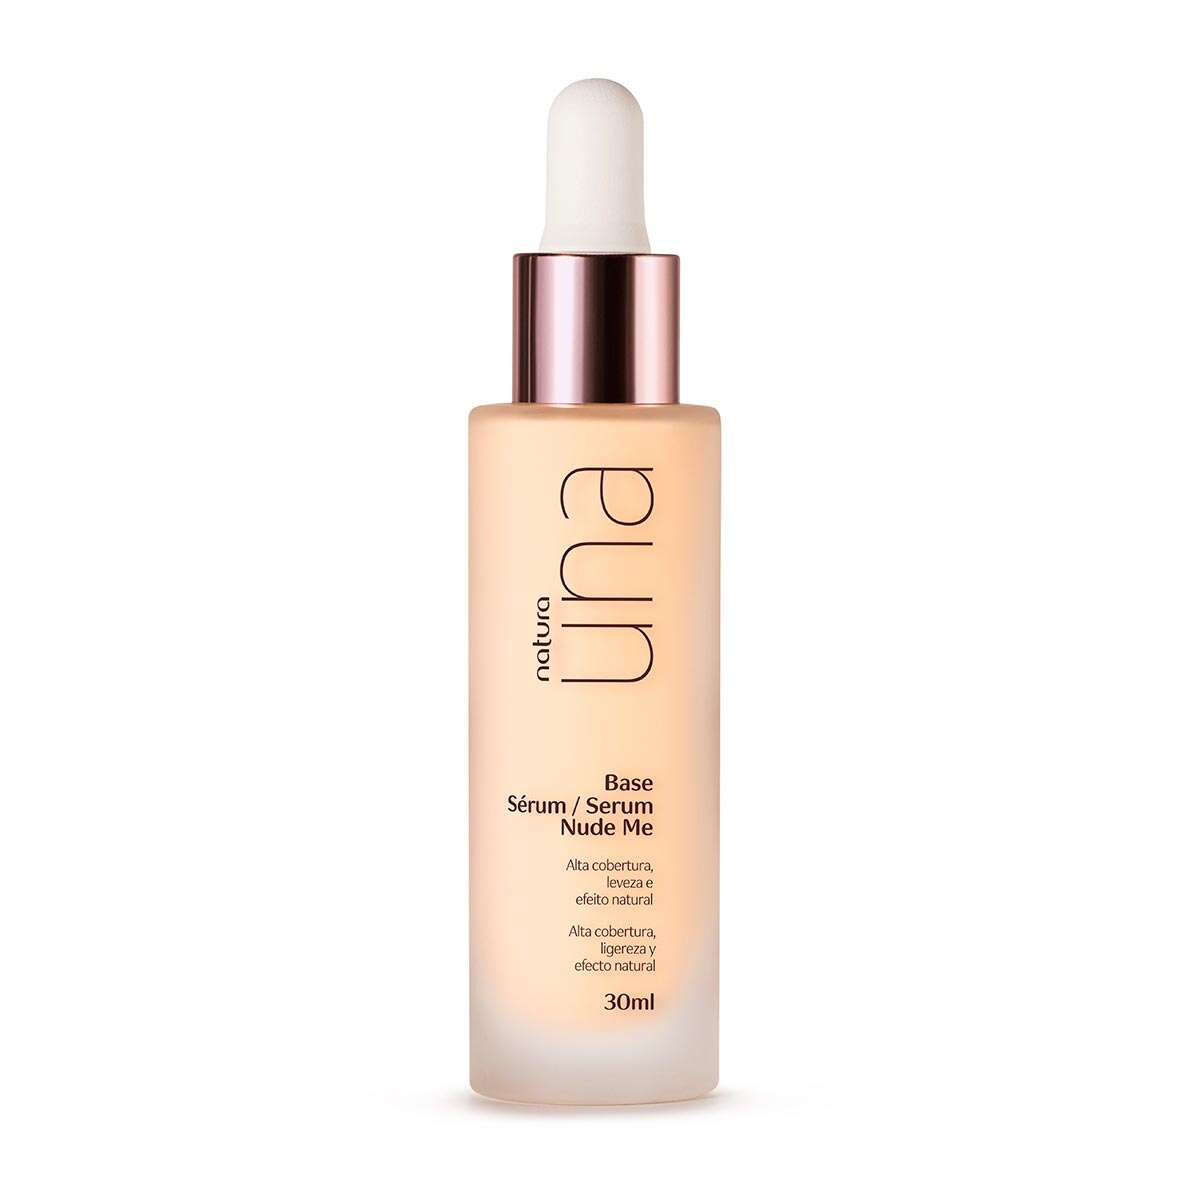 natura
una
Base
Sérum / Serum
Nude Me
Alta cobertura,
leveza e
efeito natural
Alta cobertura,
ligereza y
efecto natural
30ml